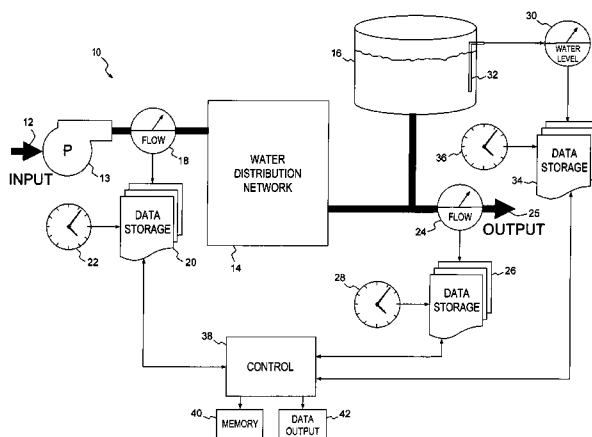 10
12
INPUT
P
13
FLOW
18
WATER
DISTRIBUTION
NETWORK
14
16
32
30
WATER
LEVEL
36
DATA
STORAGE
34
22
DATA
STORAGE
20
FLOW
24
25
OUTPUT
28
DATA
STORAGE
26
38
CONTROL
40
MEMORY
DATA
OUTPUT
42